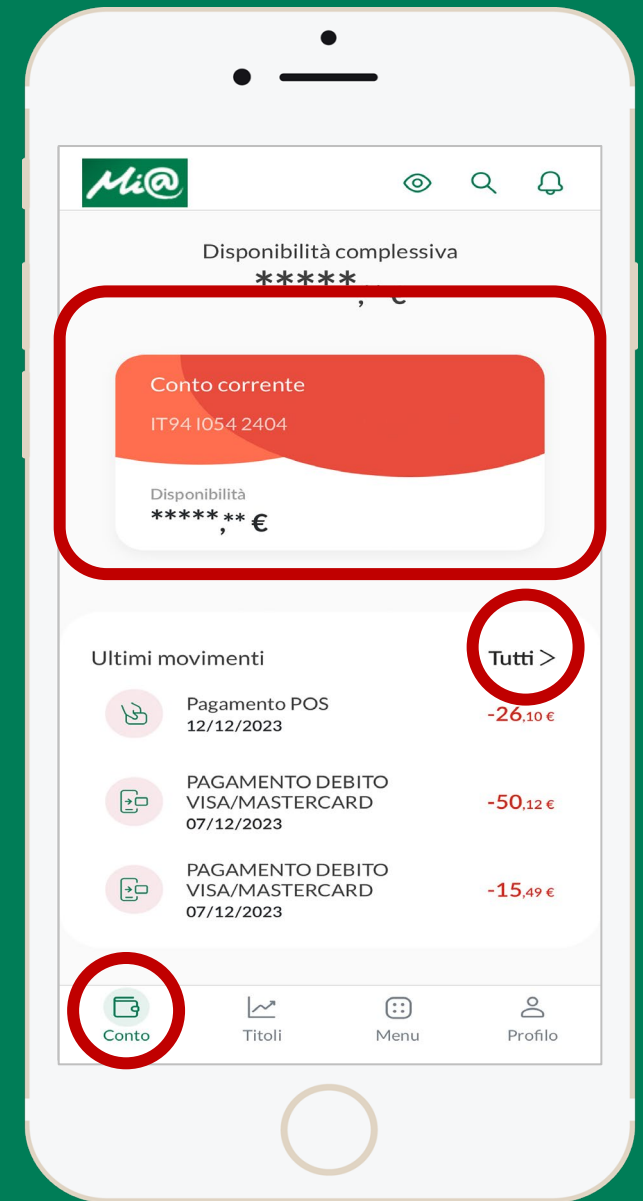 Mi@
Disponibilità complessiva
*****,** €
Conto corrente
IT94 I054 2404
Disponibilità
*****,** €
Ultimi movimenti
Tutti >
Pagamento POS
-26,10 €
12/12/2023
PAGAMENTO DEBITO
VISA/MASTERCARD
-50,12 €
07/12/2023
PAGAMENTO DEBITO
VISA/MASTERCARD
-15,49 €
07/12/2023
Conto
Titoli
Menu
Profilo